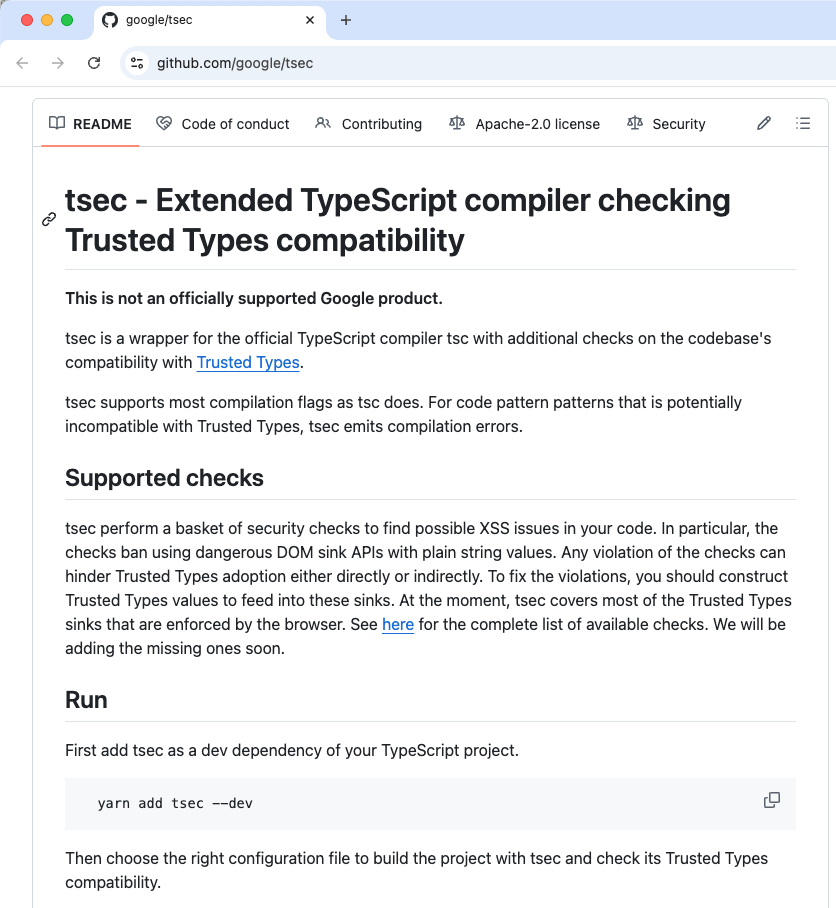 google/tsec
github.com/google/tsec
README
Code of conduct
Contributing
Apache-2.0 license
Security
tsec - Extended TypeScript compiler checking
Trusted Types compatibility
This is not an officially supported Google product.
tsec is a wrapper for the official TypeScript compiler tsc with additional checks on the codebase's
compatibility with Trusted Types.
tsec supports most compilation flags as tsc does. For code pattern patterns that is potentially
incompatible with Trusted Types, tsec emits compilation errors.
Supported checks
tsec perform a basket of security checks to find possible XSS issues in your code. In particular, the
checks ban using dangerous DOM sink APIs with plain string values. Any violation of the checks can
hinder Trusted Types adoption either directly or indirectly. To fix the violations, you should construct
Trusted Types values to feed into these sinks. At the moment, tsec covers most of the Trusted Types
sinks that are enforced by the browser. See here for the complete list of available checks. We will be
adding the missing ones soon.
Run
First add tsec as a dev dependency of your TypeScript project.
yarn add tsec --dev
Then choose the right configuration file to build the project with tsec and check its Trusted Types
compatibility.